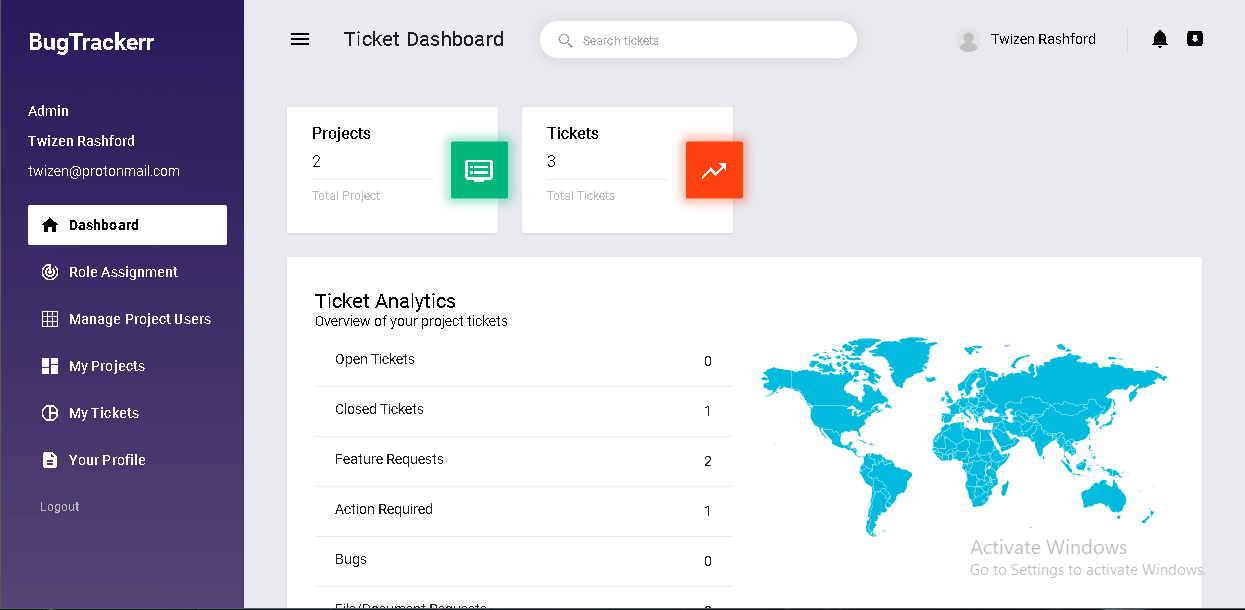 BugTrackerr
Admin
Twizen Rashford
twizen@protonmail.com
Dashboard
Role Assignment
Manage Project Users
My Projects
My Tickets
Your Profile
Logout
Ticket Dashboard
Search tickets
Twizen Rashford
Projects
2
Total Project
Tickets
3
Total Tickets
Ticket Analytics
Overview of your project tickets
Open Tickets 0
Closed Tickets 1
Feature Requests 2
Action Required 1
Bugs 0
File/Document Requests
Activate Windows
Go to Settings to activate Windows.